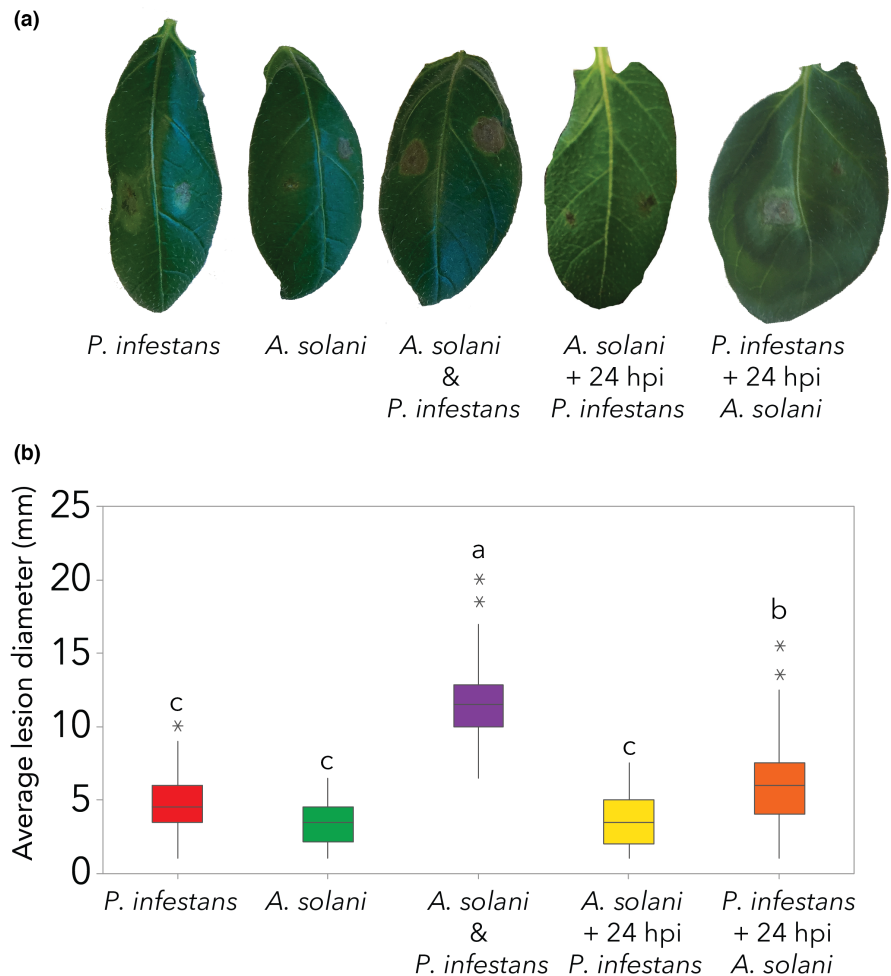 (a)
P. infestans
A. solani
A. solani
&
P. infestans
A. solani
+ 24 hpi
P. infestans
P. infestans
+ 24 hpi
A. solani
(b)
Average lesion diameter (mm)
25
20
15
10
5
0
c
c
a
c
b
P. infestans
A. solani
A. solani
&
P. infestans
A. solani
+ 24 hpi
P. infestans
P. infestans
+ 24 hpi
A. solani